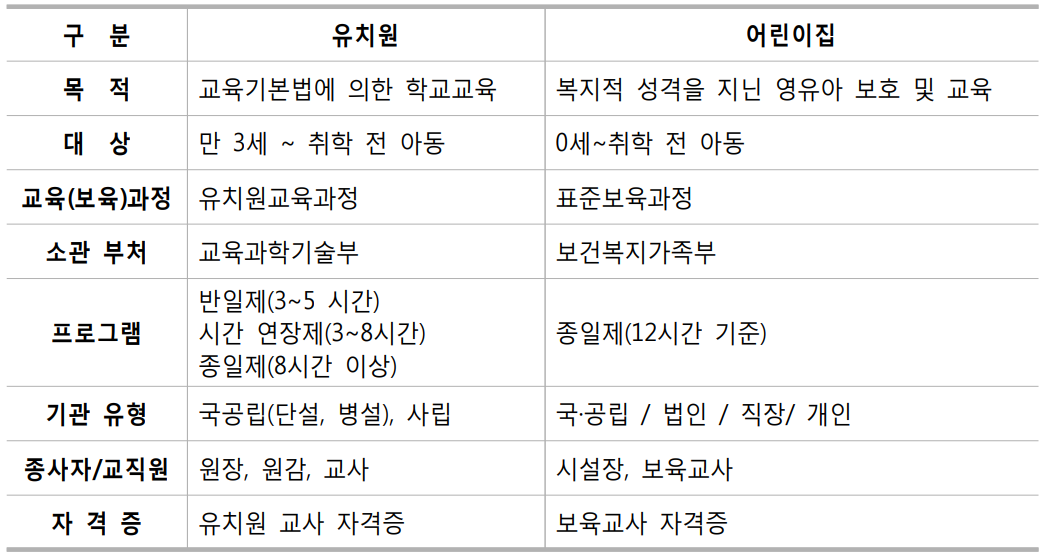 구 분 유치원 어린이집
목 적 교육기본법에 의한 학교교육 복지적 성격을 지닌 영유아 보호 및 교육
대 상 만 3세 ~ 취학 전 아동 0세~취학 전 아동
교육(보육)과정 유치원교육과정 표준보육과정
소관 부처 교육과학기술부 보건복지가족부
프로그램 반일제(3~5 시간)
시간 연장제(3~8시간)
종일제(8시간 이상)
종일제(12시간 기준)
기관 유형 국공립(단설, 병설), 사립 국·공립 / 법인 / 직장/ 개인
종사자/교직원 원장, 원감, 교사 시설장, 보육교사
자 격 증 유치원 교사 자격증 보육교사 자격증